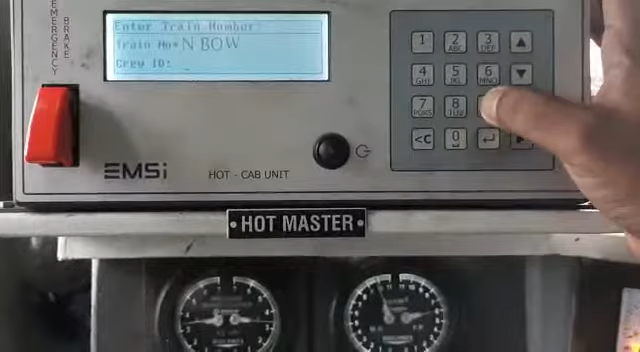 EMERGENCY
BRAKE
Enter Train Number:
Train No: N BOW
Crew ID: _
1
2 ABC
3 DEF
4 GHI
5 JKL
6 MNO
7 PQRS
8 TUV
<C
0
EMSi
HOT - CAB UNIT
HOT MASTER